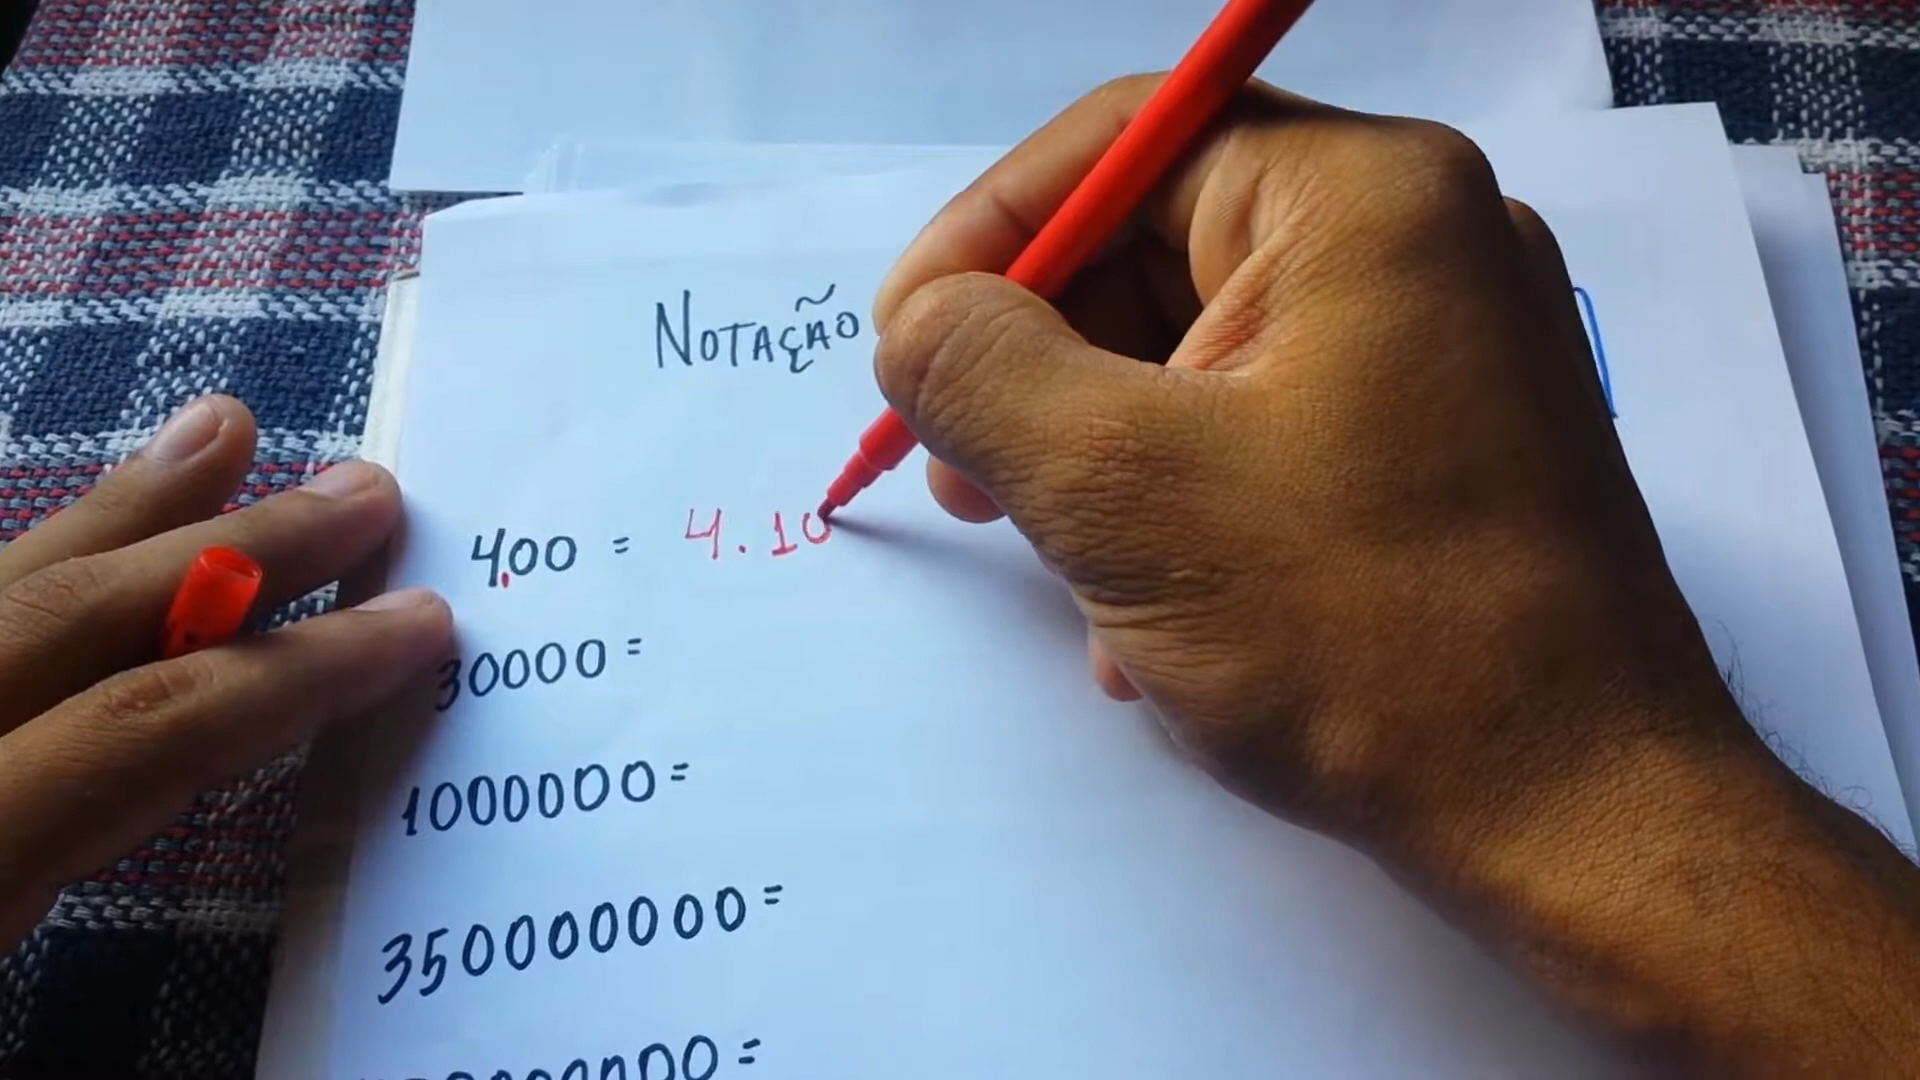 NOTAÇÃO
4.00 = 4.10
30000 =
1000000 =
350000000 =